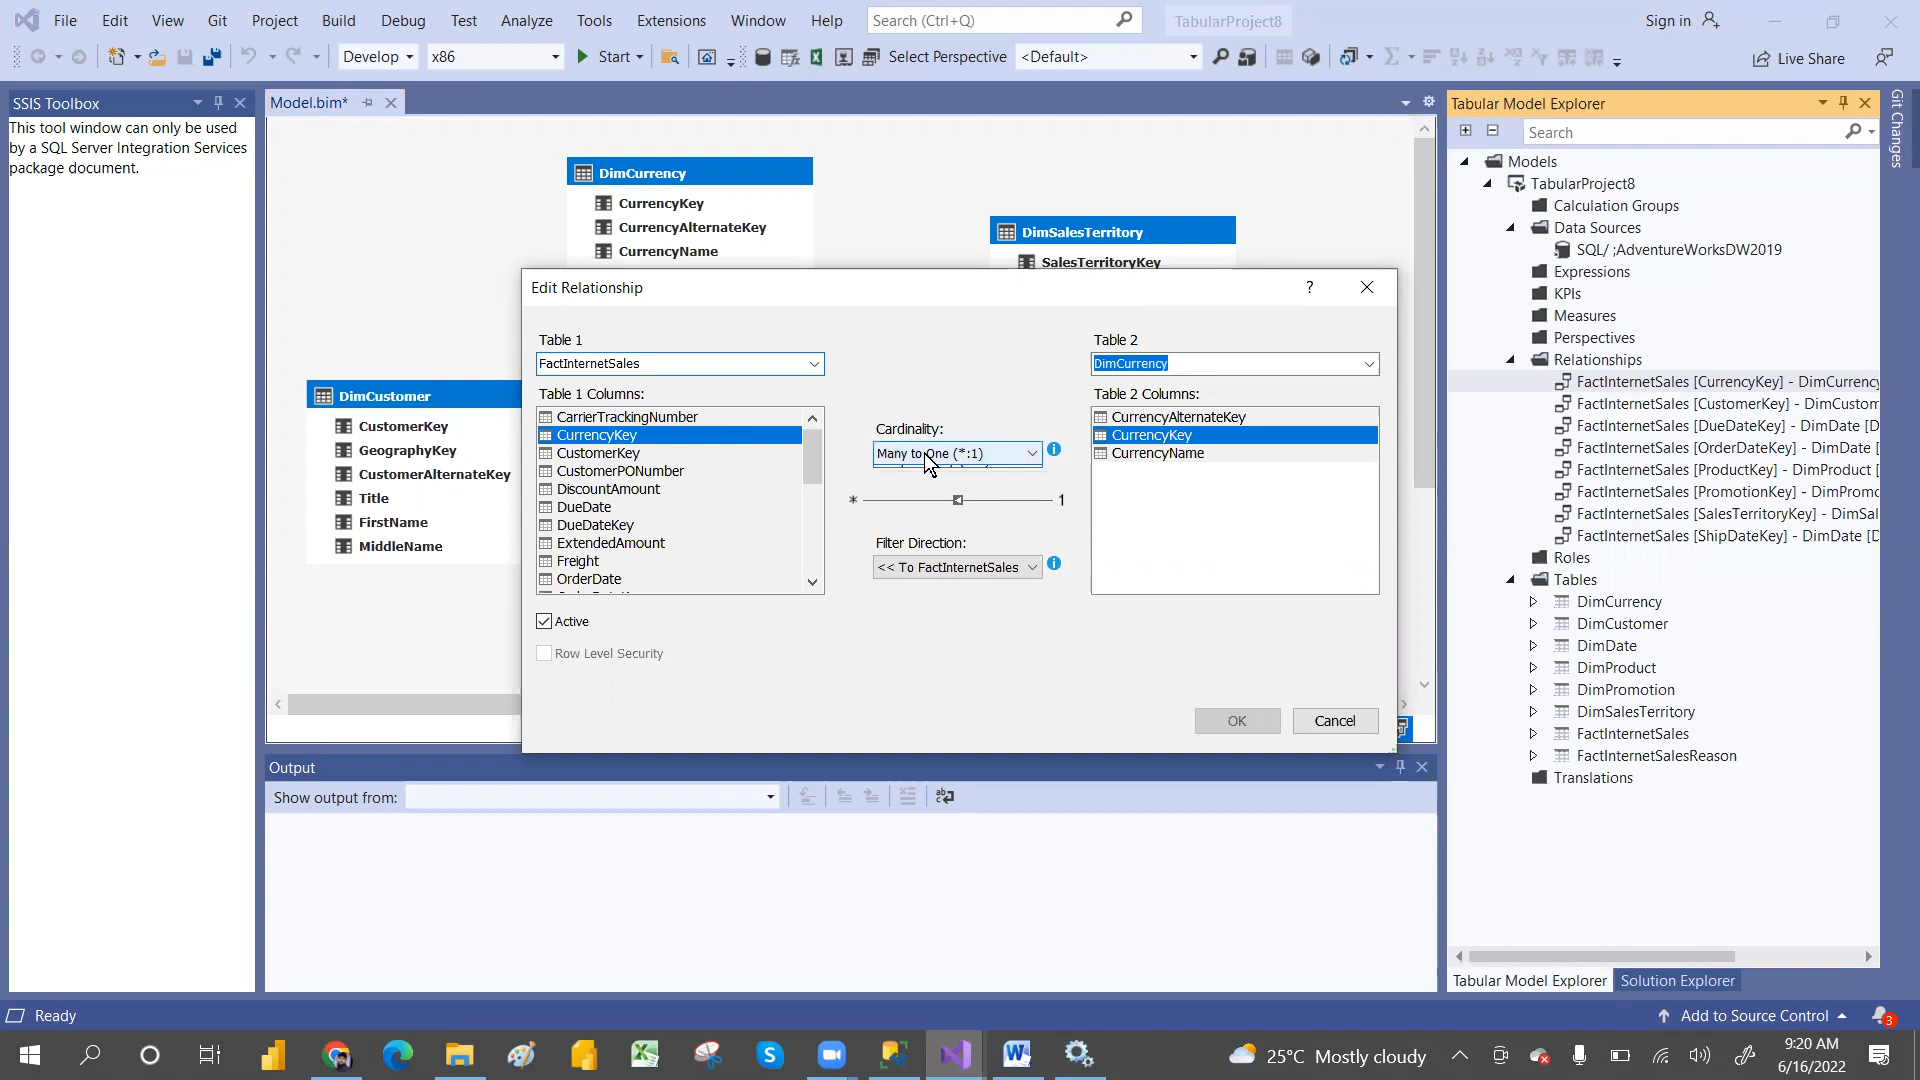 File Edit View Git Project Build Debug Test Analyze Tools Extensions Window Help Search (Ctrl+Q) TabularProject8 Sign in
Develop x86 Start Select Perspective <Default> Live Share
SSIS Toolbox
This tool window can only be used
by a SQL Server Integration Services
package document.
Model.bim*
DimCurrency
CurrencyKey
CurrencyAlternateKey
CurrencyName
DimSalesTerritory
SalesTerritoryKey
DimCustomer
CustomerKey
GeographyKey
CustomerAlternateKey
Title
FirstName
MiddleName
Edit Relationship ?
Table 1
FactInternetSales
Table 1 Columns:
CarrierTrackingNumber
CurrencyKey
CustomerKey
CustomerPONumber
DiscountAmount
DueDate
DueDateKey
ExtendedAmount
Freight
OrderDate
Active
Row Level Security
Cardinality:
Many to One (*:1)
* 1
Filter Direction:
<< To FactInternetSales
Table 2
DimCurrency
Table 2 Columns:
CurrencyAlternateKey
CurrencyKey
CurrencyName
OK Cancel
Output
Show output from:
Tabular Model Explorer
Search
Models
TabularProject8
Calculation Groups
Data Sources
SQL/ ;AdventureWorksDW2019
Expressions
KPIs
Measures
Perspectives
Relationships
FactInternetSales [CurrencyKey] - DimCurrency
FactInternetSales [CustomerKey] - DimCustom
FactInternetSales [DueDateKey] - DimDate [D
FactInternetSales [OrderDateKey] - DimDate [
FactInternetSales [ProductKey] - DimProduct [
FactInternetSales [PromotionKey] - DimPromo
FactInternetSales [SalesTerritoryKey] - DimSal
FactInternetSales [ShipDateKey] - DimDate [D
Roles
Tables
DimCurrency
DimCustomer
DimDate
DimProduct
DimPromotion
DimSalesTerritory
FactInternetSales
FactInternetSalesReason
Translations
Tabular Model Explorer Solution Explorer
Git Changes
Ready Add to Source Control 3
25°C Mostly cloudy
9:20 AM
6/16/2022